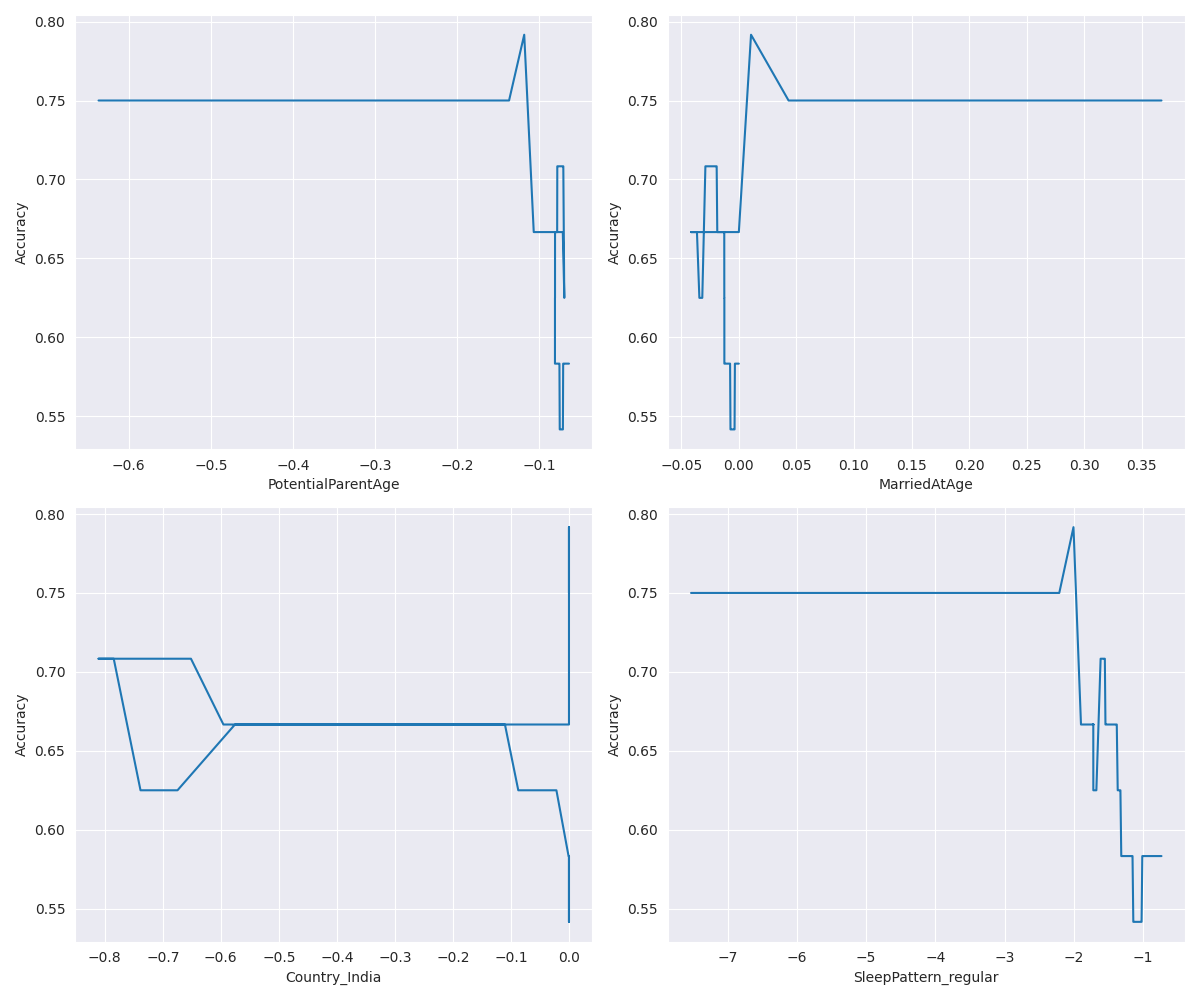 0.80
0.75
0.70
0.65
0.60
0.55
Accuracy
−0.6 −0.5 −0.4 −0.3 −0.2 −0.1
PotentialParentAge
0.80
0.75
0.70
0.65
0.60
0.55
Accuracy
−0.05 0.00 0.05 0.10 0.15 0.20 0.25 0.30 0.35
MarriedAtAge
0.80
0.75
0.70
0.65
0.60
0.55
Accuracy
−0.8 −0.7 −0.6 −0.5 −0.4 −0.3 −0.2 −0.1 0.0
Country_India
0.80
0.75
0.70
0.65
0.60
0.55
Accuracy
−7 −6 −5 −4 −3 −2 −1
SleepPattern_regular